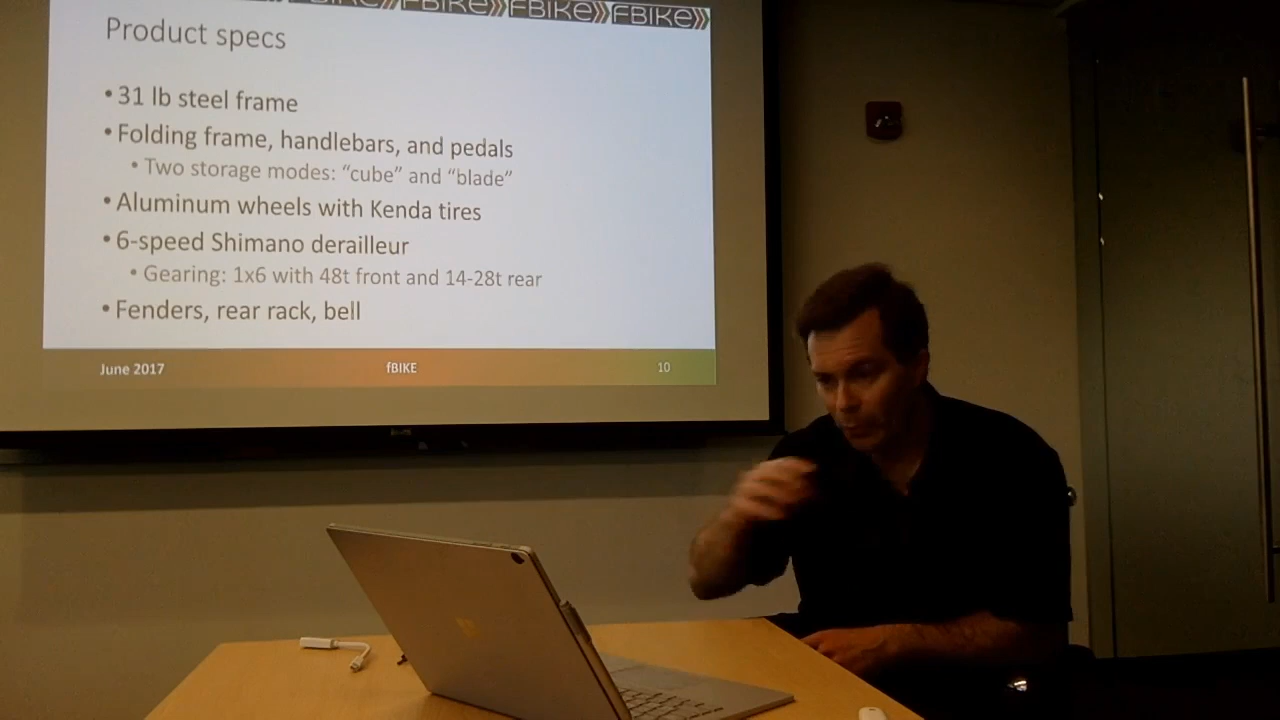 FBIKE FBIKE FBIKE FBIKE
Product specs
• 31 lb steel frame
• Folding frame, handlebars, and pedals
• Two storage modes: “cube” and “blade”
• Aluminum wheels with Kenda tires
• 6-speed Shimano derailleur
• Gearing: 1x6 with 48t front and 14-28t rear
• Fenders, rear rack, bell
June 2017 fBIKE 10